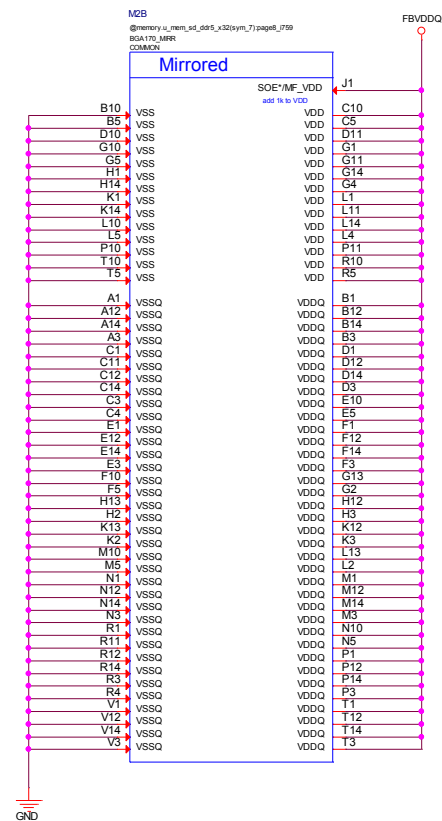 M2B
FBVDDQ
@memory.u_mem_sd_ddr5_x32(sym_7):page8_i759
BGA170_MIRR
COMMON
Mirrored
SOE*/MF_VDD J1
add 1k to VDD
B10 VSS VDD C10
B5 VSS VDD C5
D10 VSS VDD D11
G10 VSS VDD G1
G5 VSS VDD G11
H1 VSS VDD G14
H14 VSS VDD G4
K1 VSS VDD L1
K14 VSS VDD L11
L10 VSS VDD L14
L5 VSS VDD L4
P10 VSS VDD P11
T10 VSS VDD R10
T5 VSS VDD R5
A1 VSSQ VDDQ B1
A12 VSSQ VDDQ B12
A14 VSSQ VDDQ B14
A3 VSSQ VDDQ B3
C1 VSSQ VDDQ D1
C11 VSSQ VDDQ D12
C12 VSSQ VDDQ D14
C14 VSSQ VDDQ D3
C3 VSSQ VDDQ E10
C4 VSSQ VDDQ E5
E1 VSSQ VDDQ F1
E12 VSSQ VDDQ F12
E14 VSSQ VDDQ F14
E3 VSSQ VDDQ F3
F10 VSSQ VDDQ G13
F5 VSSQ VDDQ G2
H13 VSSQ VDDQ H12
H2 VSSQ VDDQ H3
K13 VSSQ VDDQ K12
K2 VSSQ VDDQ K3
M10 VSSQ VDDQ L13
M5 VSSQ VDDQ L2
N1 VSSQ VDDQ M1
N12 VSSQ VDDQ M12
N14 VSSQ VDDQ M14
N3 VSSQ VDDQ M3
R1 VSSQ VDDQ N10
R11 VSSQ VDDQ N5
R12 VSSQ VDDQ P1
R14 VSSQ VDDQ P12
R3 VSSQ VDDQ P14
R4 VSSQ VDDQ P3
V1 VSSQ VDDQ T1
V12 VSSQ VDDQ T12
V14 VSSQ VDDQ T14
V3 VSSQ VDDQ T3
GND